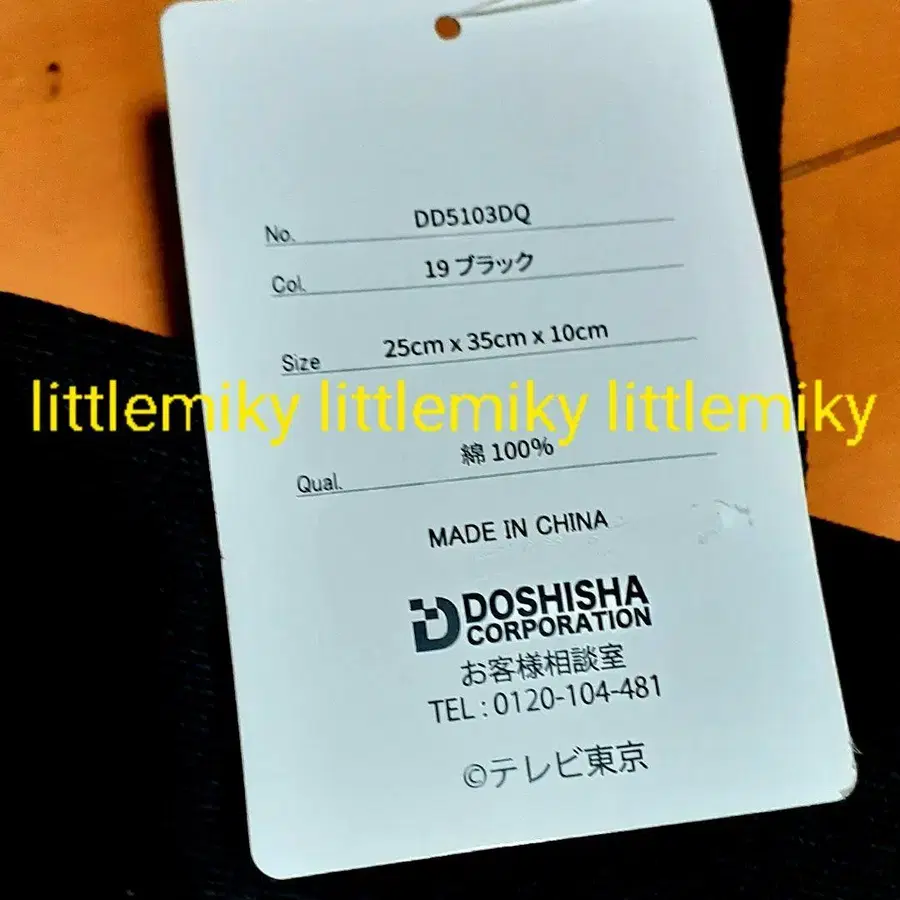 No. DD5103DQ
Col. 19 ブラック
Size 25cm x 35cm x 10cm
littlemiky littlemiky littlemiky
Qual. 綿 100%
MADE IN CHINA
DOSHISHA
CORPORATION
お客様相談室
TEL : 0120-104-481
©テレビ東京